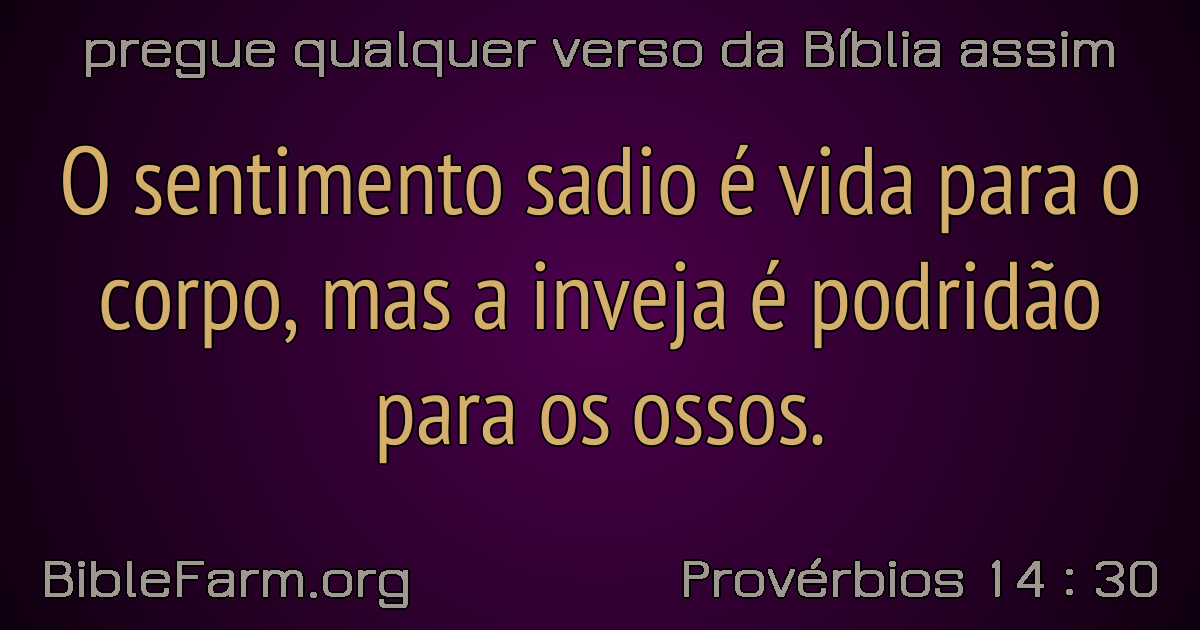 pregue qualquer verso da Bíblia assim
O sentimento sadio é vida para o
corpo, mas a inveja é podridão
para os ossos.
BibleFarm.org
Provérbios 14 : 30